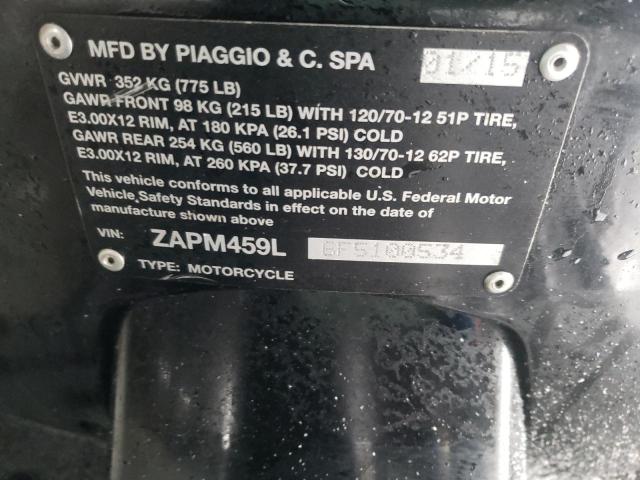 MFD BY PIAGGIO & C. SPA 01/15
GVWR 352 KG (775 LB)
GAWR FRONT 98 KG (215 LB) WITH 120/70-12 51P TIRE,
E3.00X12 RIM, AT 180 KPA (26.1 PSI) COLD
GAWR REAR 254 KG (560 LB) WITH 130/70-12 62P TIRE,
E3.00X12 RIM, AT 260 KPA (37.7 PSI) COLD
This vehicle conforms to all applicable U.S. Federal Motor
Vehicle Safety Standards in effect on the date of
manufacture shown above
VIN: ZAPM459L 6F5100534
TYPE: MOTORCYCLE